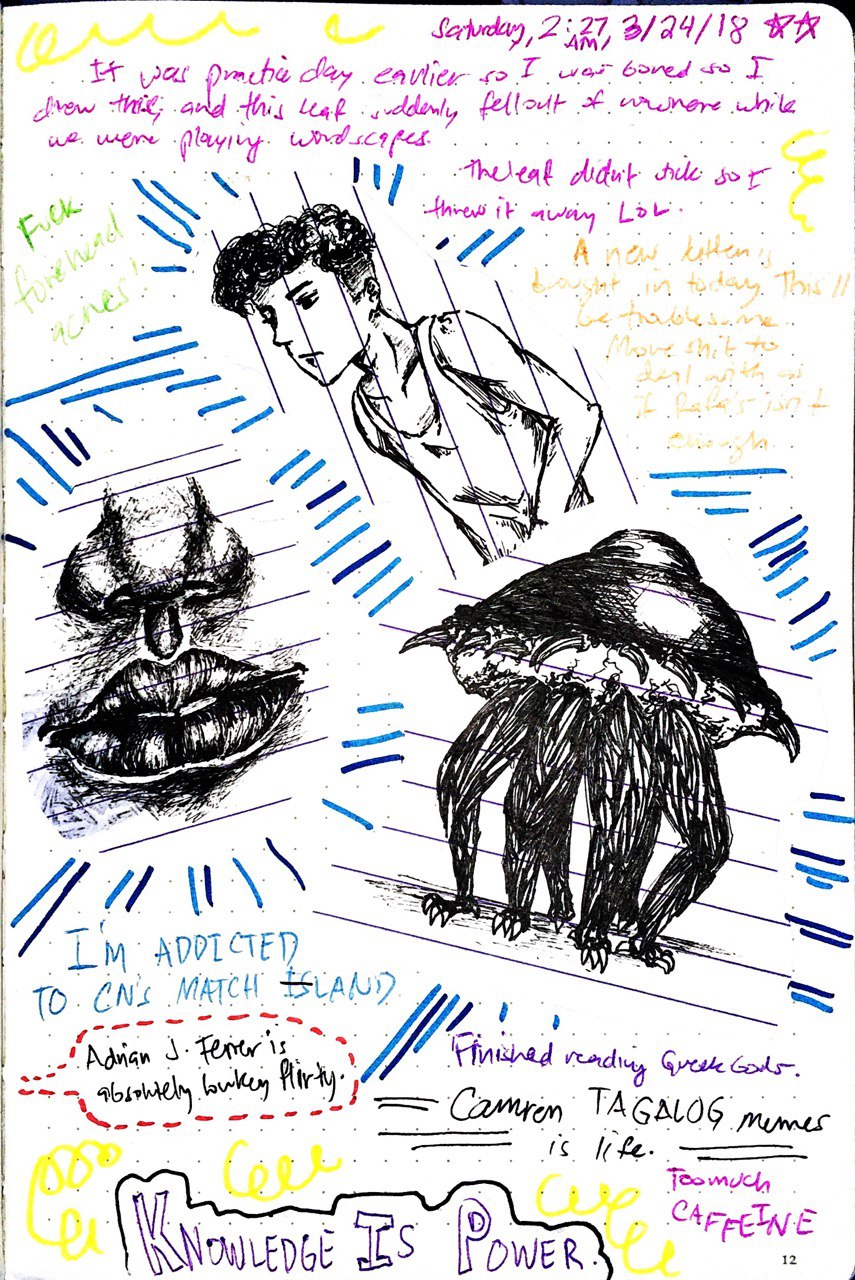 Saturday, 2:27 AM, 3/24/18
It was practice day earlier so I was bored so I
drew this, and this leaf suddenly fell out of nowhere while
we were playing wordscapes.
The leaf didn't stick so I
threw it away LOL.
Fuck
forehead
acnes!
A new kitten is
brought in today. This'll
be troublesome.
More shit to
deal with as
if Rafa's isn't
enough
I'M ADDICTED
TO CN'S MATCH ISLAND
Adrian J. Ferrer is
absolutely lowkey flirty.
Finished reading Greek Gods.
Camren TAGALOG memes
is life.
Too much
CAFFEINE
KNOWLEDGE IS POWER.
12